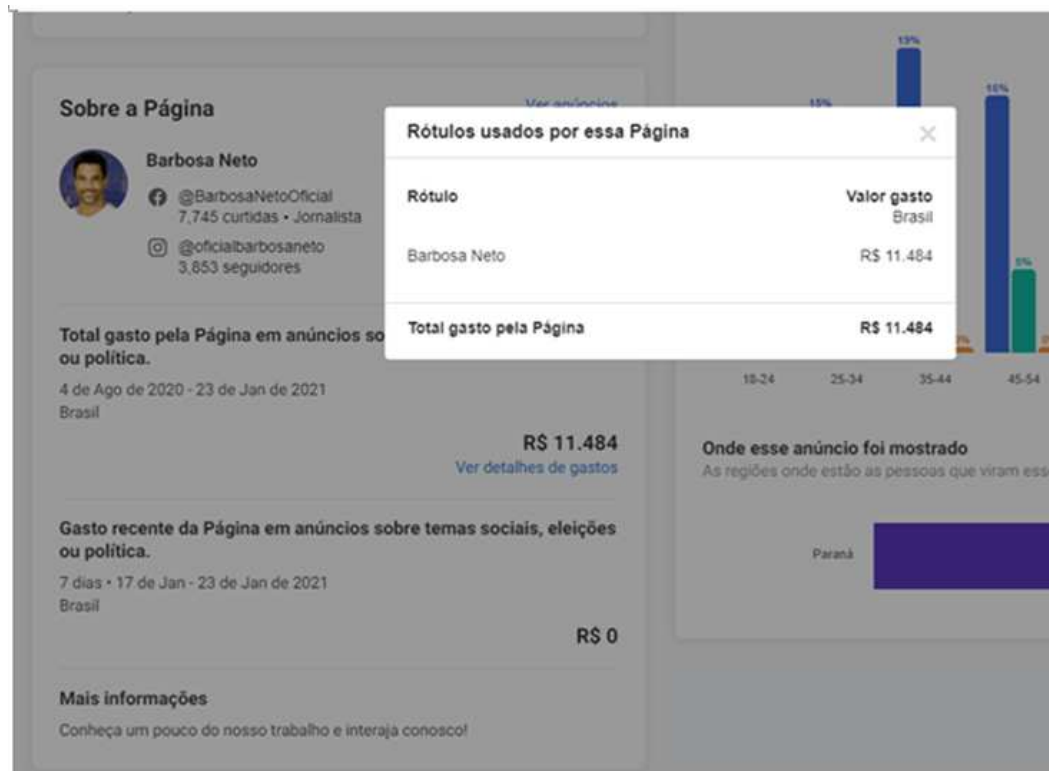 Sobre a Página
Ver anúncios
Barbosa Neto
@BarbosaNetoOficial
7,745 curtidas • Jornalista
@oficialbarbosaneto
3,853 seguidores
Total gasto pela Página em anúncios so
ou política.
4 de Ago de 2020 - 23 de Jan de 2021
Brasil
R$ 11.484
Ver detalhes de gastos
Gasto recente da Página em anúncios sobre temas sociais, eleições
ou política.
7 dias • 17 de Jan - 23 de Jan de 2021
Brasil
R$ 0
Mais informações
Conheça um pouco do nosso trabalho e interaja conosco!
Rótulos usados por essa Página
Rótulo
Valor gasto
Brasil
Barbosa Neto
R$ 11.484
Total gasto pela Página
R$ 11.484
15%
5%
18-24
25-34
35-44
45-54
Onde esse anúncio foi mostrado
As regiões onde estão as pessoas que viram ess
Paraná